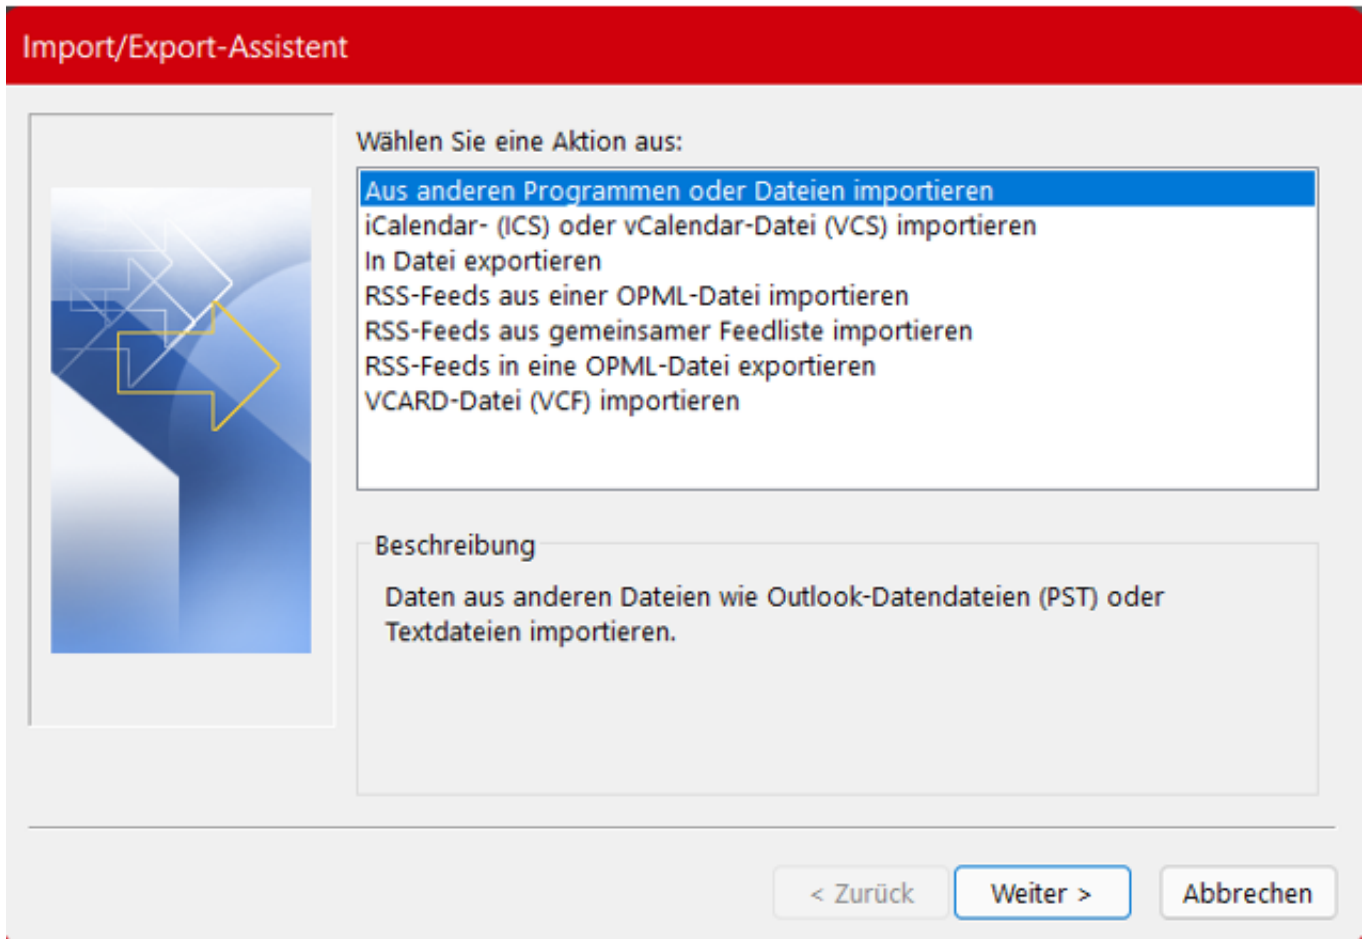 Import/Export-Assistent
Wählen Sie eine Aktion aus:
Aus anderen Programmen oder Dateien importieren
iCalendar- (ICS) oder vCalendar-Datei (VCS) importieren
In Datei exportieren
RSS-Feeds aus einer OPML-Datei importieren
RSS-Feeds aus gemeinsamer Feedliste importieren
RSS-Feeds in eine OPML-Datei exportieren
VCARD-Datei (VCF) importieren
Beschreibung
Daten aus anderen Dateien wie Outlook-Datendateien (PST) oder
Textdateien importieren.
< Zurück Weiter > Abbrechen